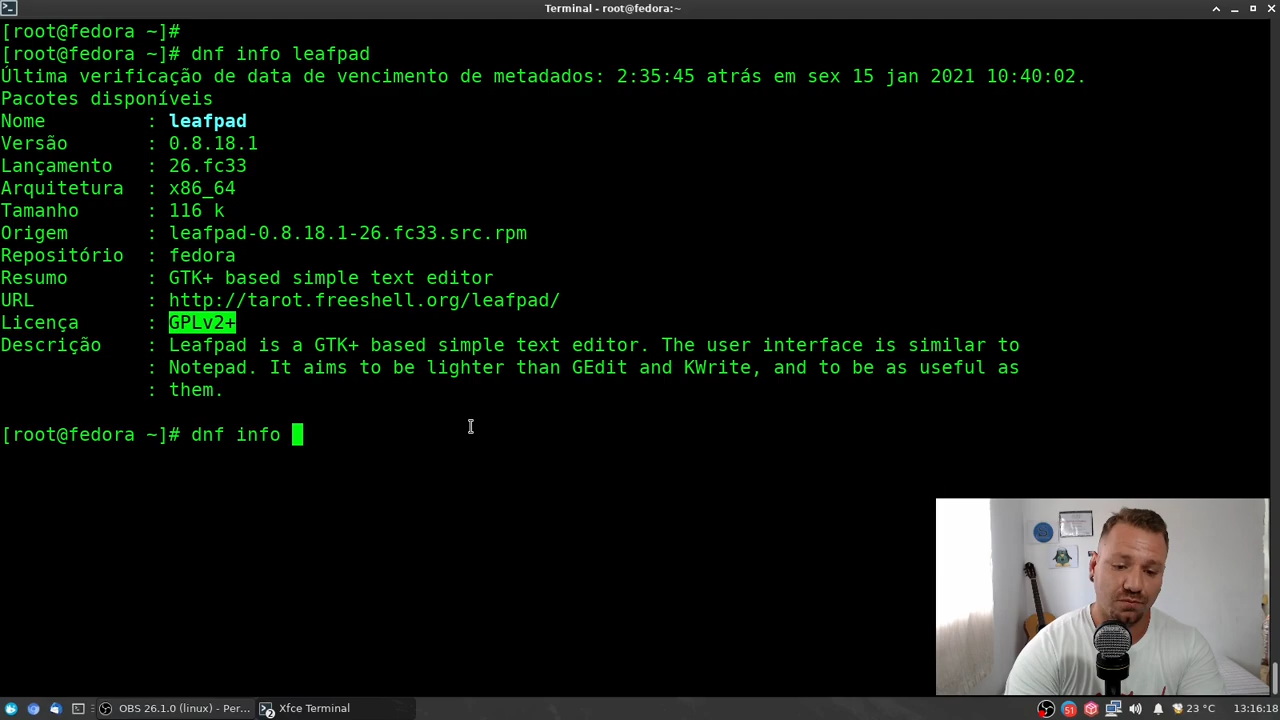 Terminal - root@fedora:~
[root@fedora ~]#
[root@fedora ~]# dnf info leafpad
Última verificação de data de vencimento de metadados: 2:35:45 atrás em sex 15 jan 2021 10:40:02.
Pacotes disponíveis
Nome : leafpad
Versão : 0.8.18.1
Lançamento : 26.fc33
Arquitetura : x86_64
Tamanho : 116 k
Origem : leafpad-0.8.18.1-26.fc33.src.rpm
Repositório : fedora
Resumo : GTK+ based simple text editor
URL : http://tarot.freeshell.org/leafpad/
Licença : GPLv2+
Descrição : Leafpad is a GTK+ based simple text editor. The user interface is similar to
: Notepad. It aims to be lighter than GEdit and KWrite, and to be as useful as
: them.
[root@fedora ~]# dnf info
OBS 26.1.0 (linux) - Per... 2 Xfce Terminal 51 23 °C 13:16:18